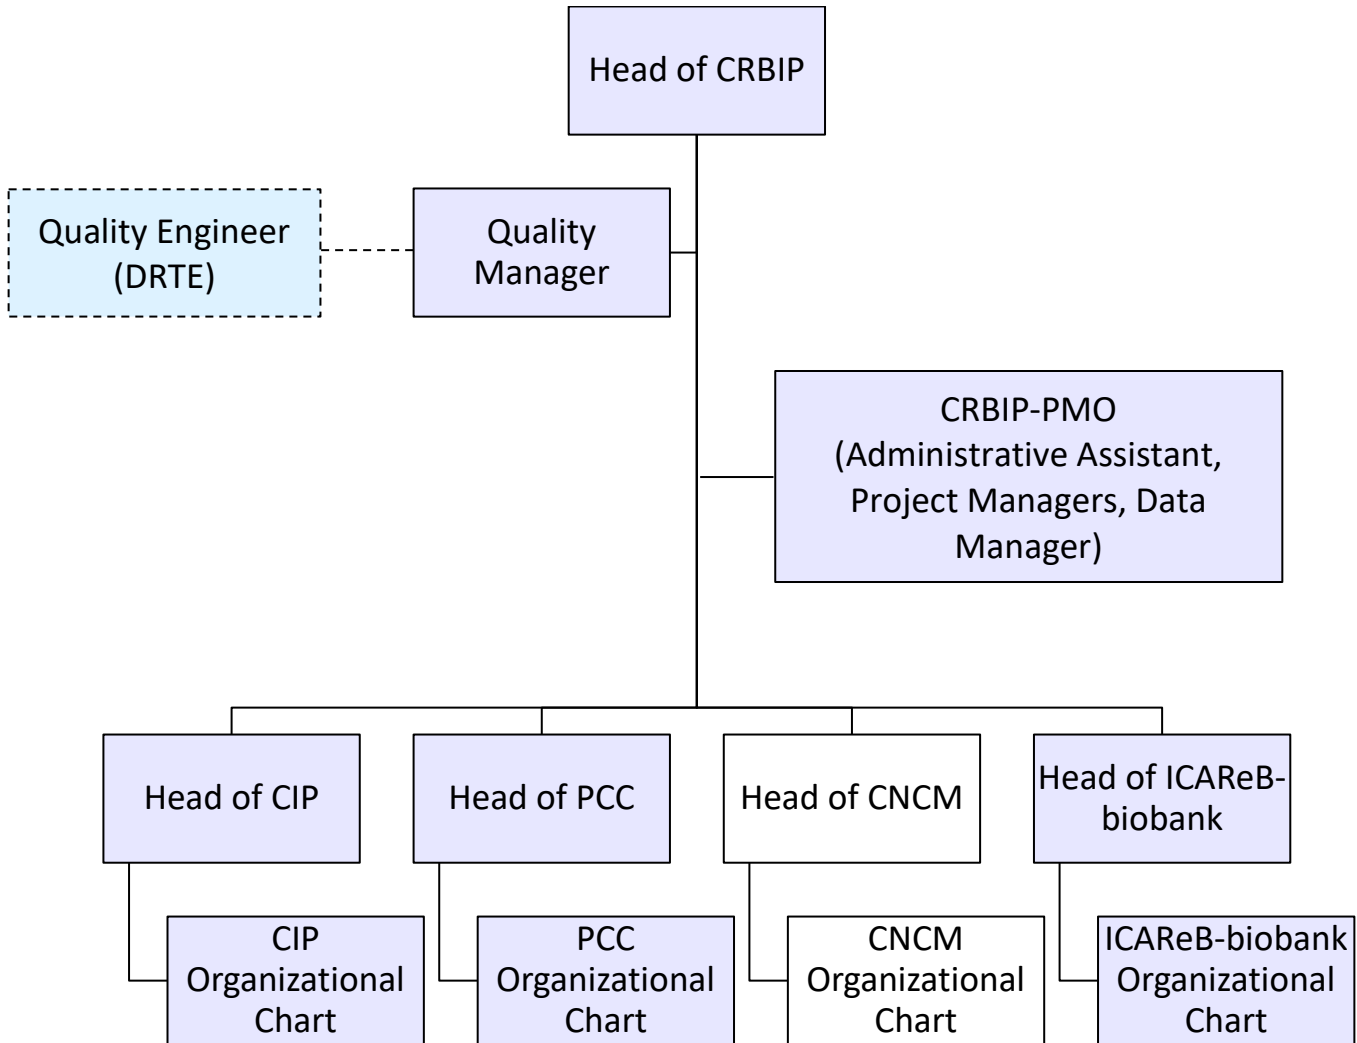 Head of CRBIP
Quality Engineer
(DRTE)
Quality
Manager
CRBIP-PMO
(Administrative Assistant,
Project Managers, Data
Manager)
Head of CIP
Head of PCC
Head of CNCM
Head of ICAReB-
biobank
CIP
Organizational
Chart
PCC
Organizational
Chart
CNCM
Organizational
Chart
ICAReB-biobank
Organizational
Chart